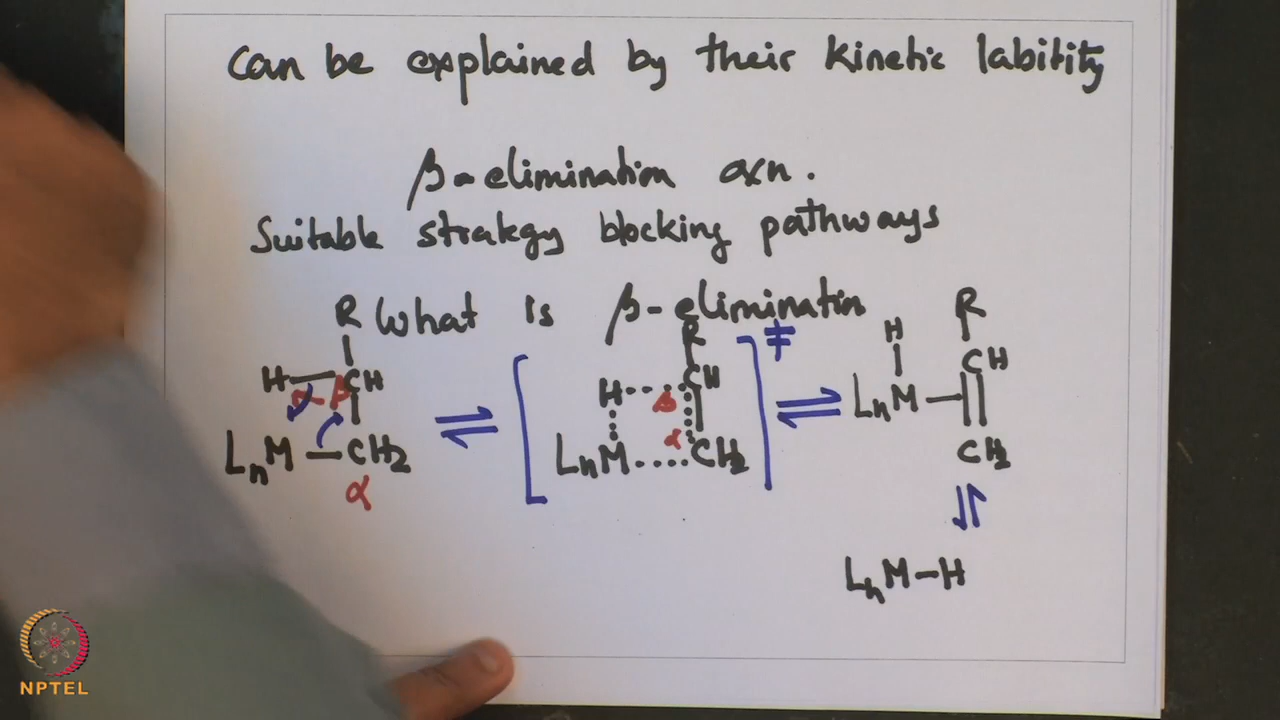 can be explained by their kinetic lability
β-elimination rxn.
Suitable strategy blocking pathways
What is β-elimination
R
H—CH
β
LnM—CH2
α
R
H CH
β
α
LnM....CH2
‡
H
R
CH
LnM
CH2
LnM-H
NPTEL